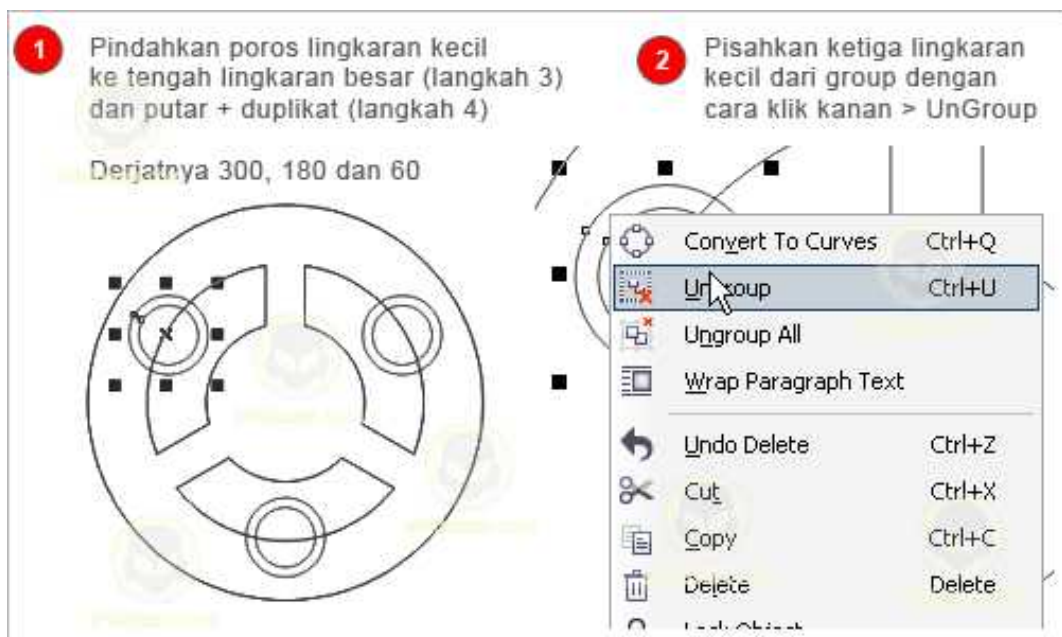 1
Pindahkan poros lingkaran kecil
ke tengah lingkaran besar (langkah 3)
dan putar + duplikat (langkah 4)
Derjatnya 300, 180 dan 60
2
Pisahkan ketiga lingkaran
kecil dari group dengan
cara klik kanan > UnGroup
Convert To Curves Ctrl+Q
Ctrl+U
Ungroup All
Wrap Paragraph Text
Undo Delete Ctrl+Z
Cut Ctrl+X
Copy Ctrl+C
Delete Delete